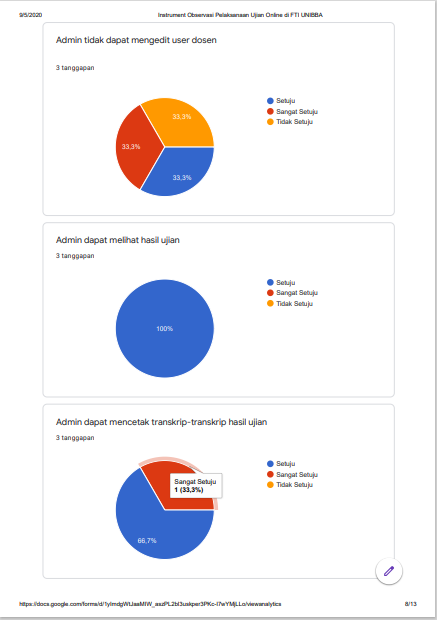 9/5/2020
Instrument Observasi Pelaksanaan Ujian Online di FTI UNIBBA
Admin tidak dapat mengedit user dosen
3 tanggapan
33,3%
33,3%
33,3%
Setuju
Sangat Setuju
Tidak Setuju
Admin dapat melihat hasil ujian
3 tanggapan
100%
Setuju
Sangat Setuju
Tidak Setuju
Admin dapat mencetak transkrip-transkrip hasil ujian
3 tanggapan
Sangat Setuju
1 (33,3%)
66,7%
Setuju
Sangat Setuju
Tidak Setuju
8/13